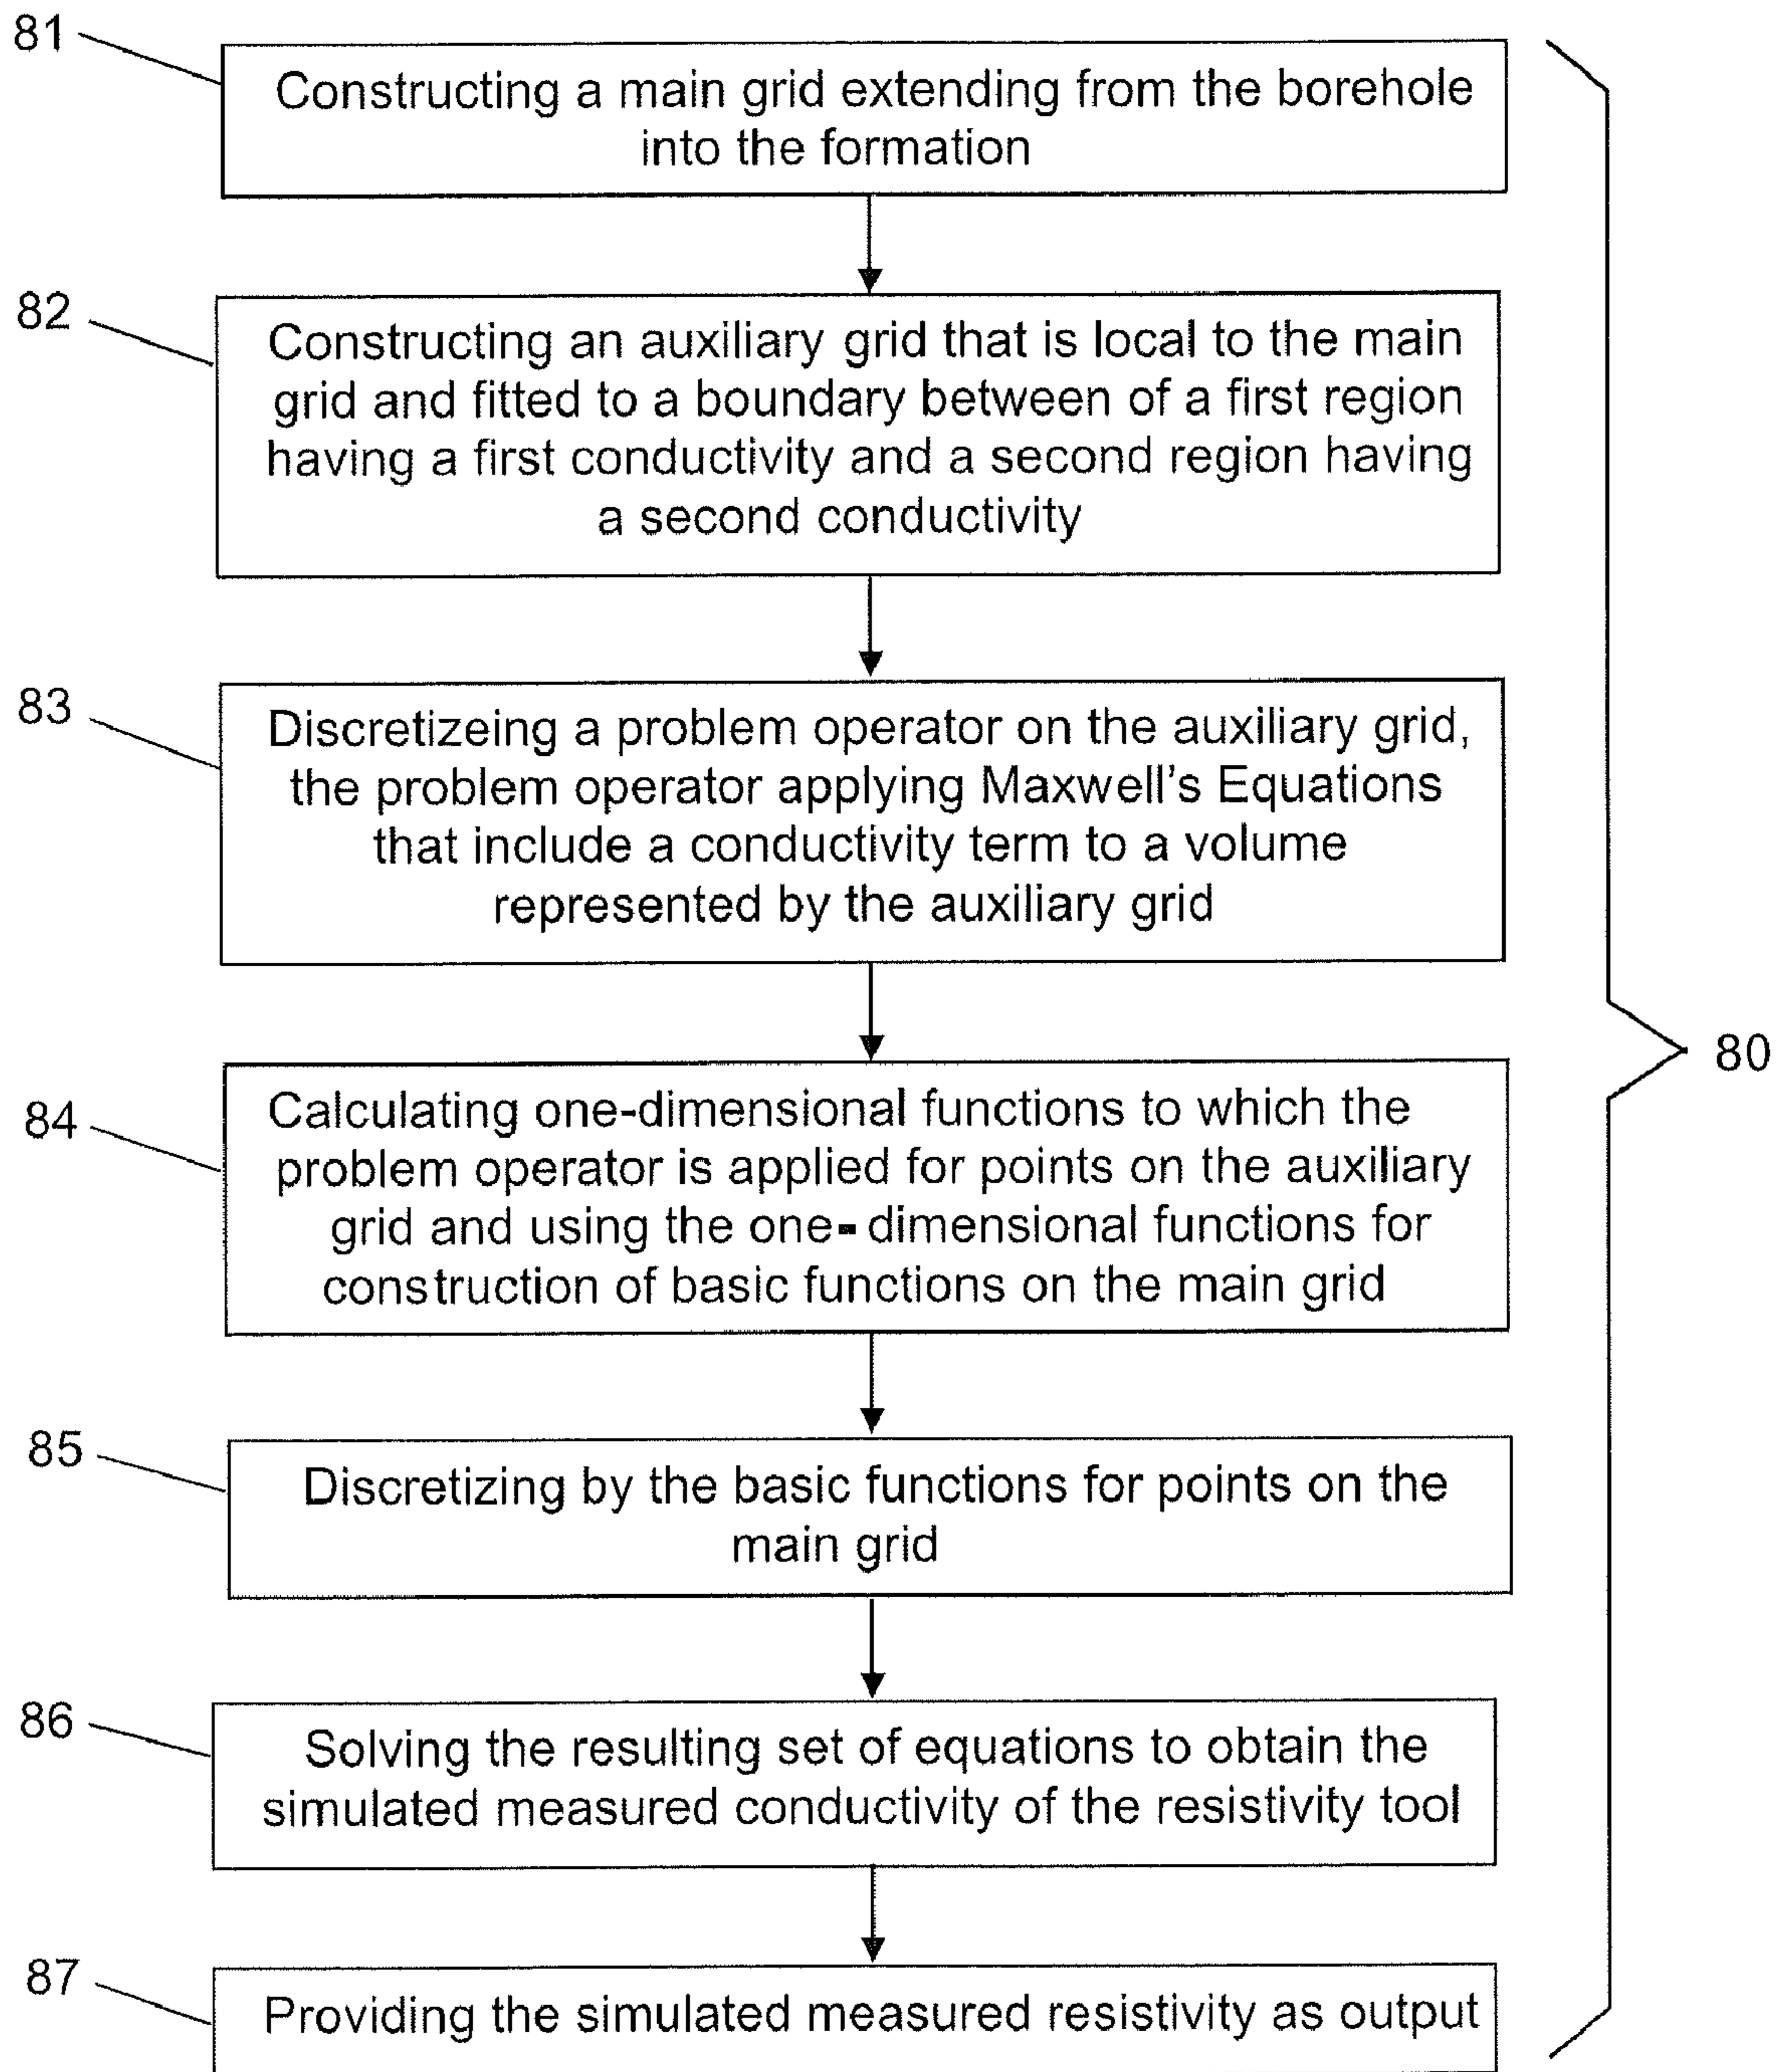 81
Constructing a main grid extending from the borehole
into the formation
82
Constructing an auxiliary grid that is local to the main
grid and fitted to a boundary between of a first region
having a first conductivity and a second region having
a second conductivity
83
Discretizeing a problem operator on the auxiliary grid,
the problem operator applying Maxwell's Equations
that include a conductivity term to a volume
represented by the auxiliary grid
80
84
Calculating one-dimensional functions to which the
problem operator is applied for points on the auxiliary
grid and using the one-dimensional functions for
construction of basic functions on the main grid
85
Discretizing by the basic functions for points on the
main grid
86
Solving the resulting set of equations to obtain the
simulated measured conductivity of the resistivity tool
87
Providing the simulated measured resistivity as output